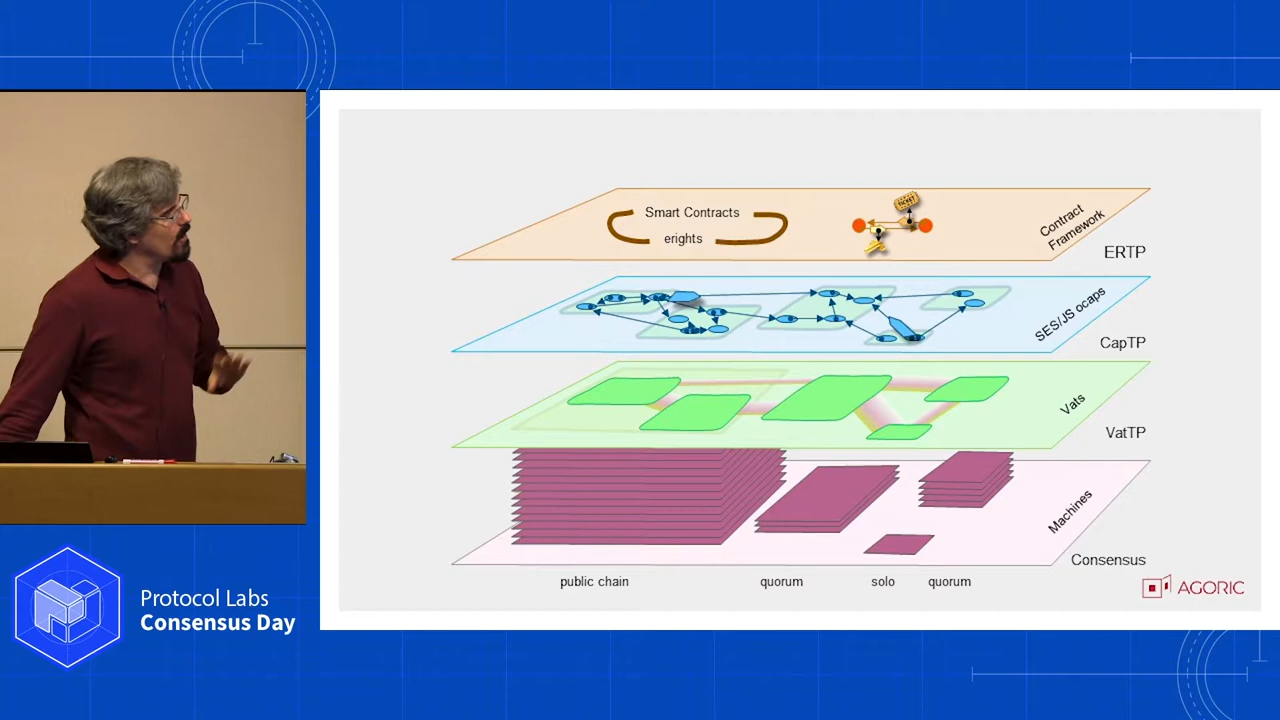 Smart Contracts
erights
TICKET
Contract
Framework
ERTP
SES/JS ocaps
CapTP
Vats
VatTP
Machines
Consensus
public chain
quorum
solo
quorum
AGORIC
Protocol Labs
Consensus Day